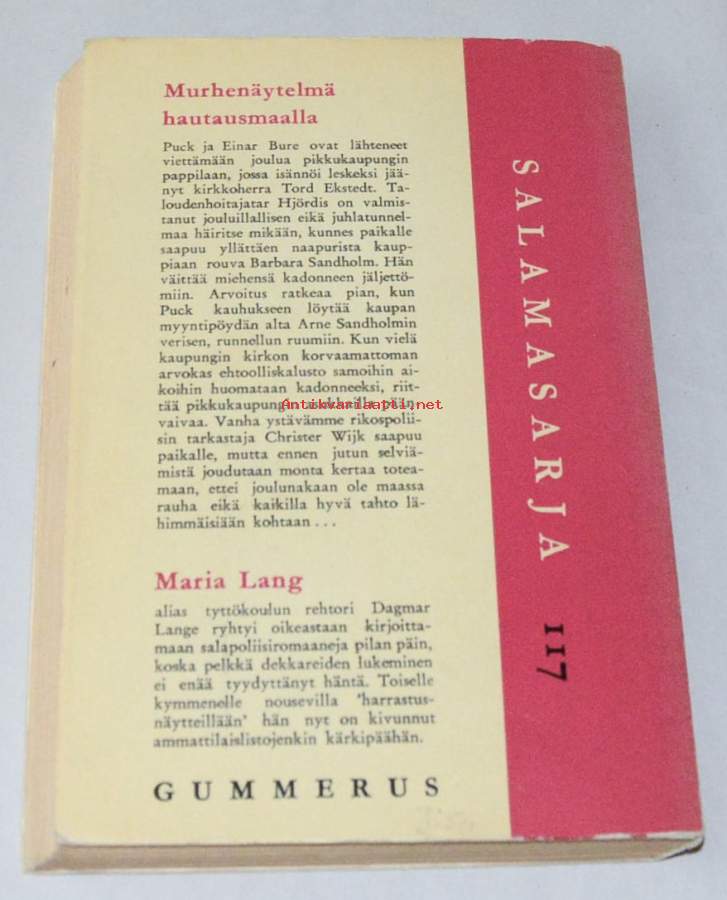 Murhenäytelmä
hautausmaalla
Puck ja Einar Bure ovat lähteneet
viettämään joulua pikkukaupungin
pappilaan, jossa isännöi leskeksi jää-
nyt kirkkoherra Tord Ekstedt. Ta-
loudenhoitajatar Hjördis on valmis-
tanut jouluillallisen eikä juhlatunnel-
maa häiritse mikään, kunnes paikalle
saapuu yllättäen naapurista kaup-
piaan rouva Barbara Sandholm. Hän
väittää miehensä kadonneen jäljettö-
miin. Arvoitus ratkeaa pian, kun
Puck kauhukseen löytää kaupan
myyntipöydän alta Arne Sandholmin
verisen, runnellun ruumiin. Kun vielä
kaupungin kirkon korvaamattoman
arvokas ehtoolliskalusto samoihin ai-
koihin huomataan kadonneeksi, riit-
tää pikkukaupungin pään-
Antikvariaatti.net
vaivaa. Vanha ystävämme rikospolii-
sin tarkastaja Christer Wijk saapuu
paikalle, mutta ennen jutun selviä-
mistä joudutaan monta kertaa totea-
maan, ettei joulunakaan ole maassa
rauha eikä kaikilla hyvä tahto lä-
himmäisiään kohtaan ...
Maria Lang
alias tyttökoulun rehtori Dagmar
Lange ryhtyi oikeastaan kirjoitta-
maan salapoliisiromaaneja pilan päin,
koska pelkkä dekkareiden lukeminen
ei enää tyydyttänyt häntä. Toiselle
kymmenelle nousevilla 'harrastus-
näytteillään' hän nyt on kivunnut
ammattilaislistojenkin kärkipäähän.
GUMMERUS
SALAMASARJA 117